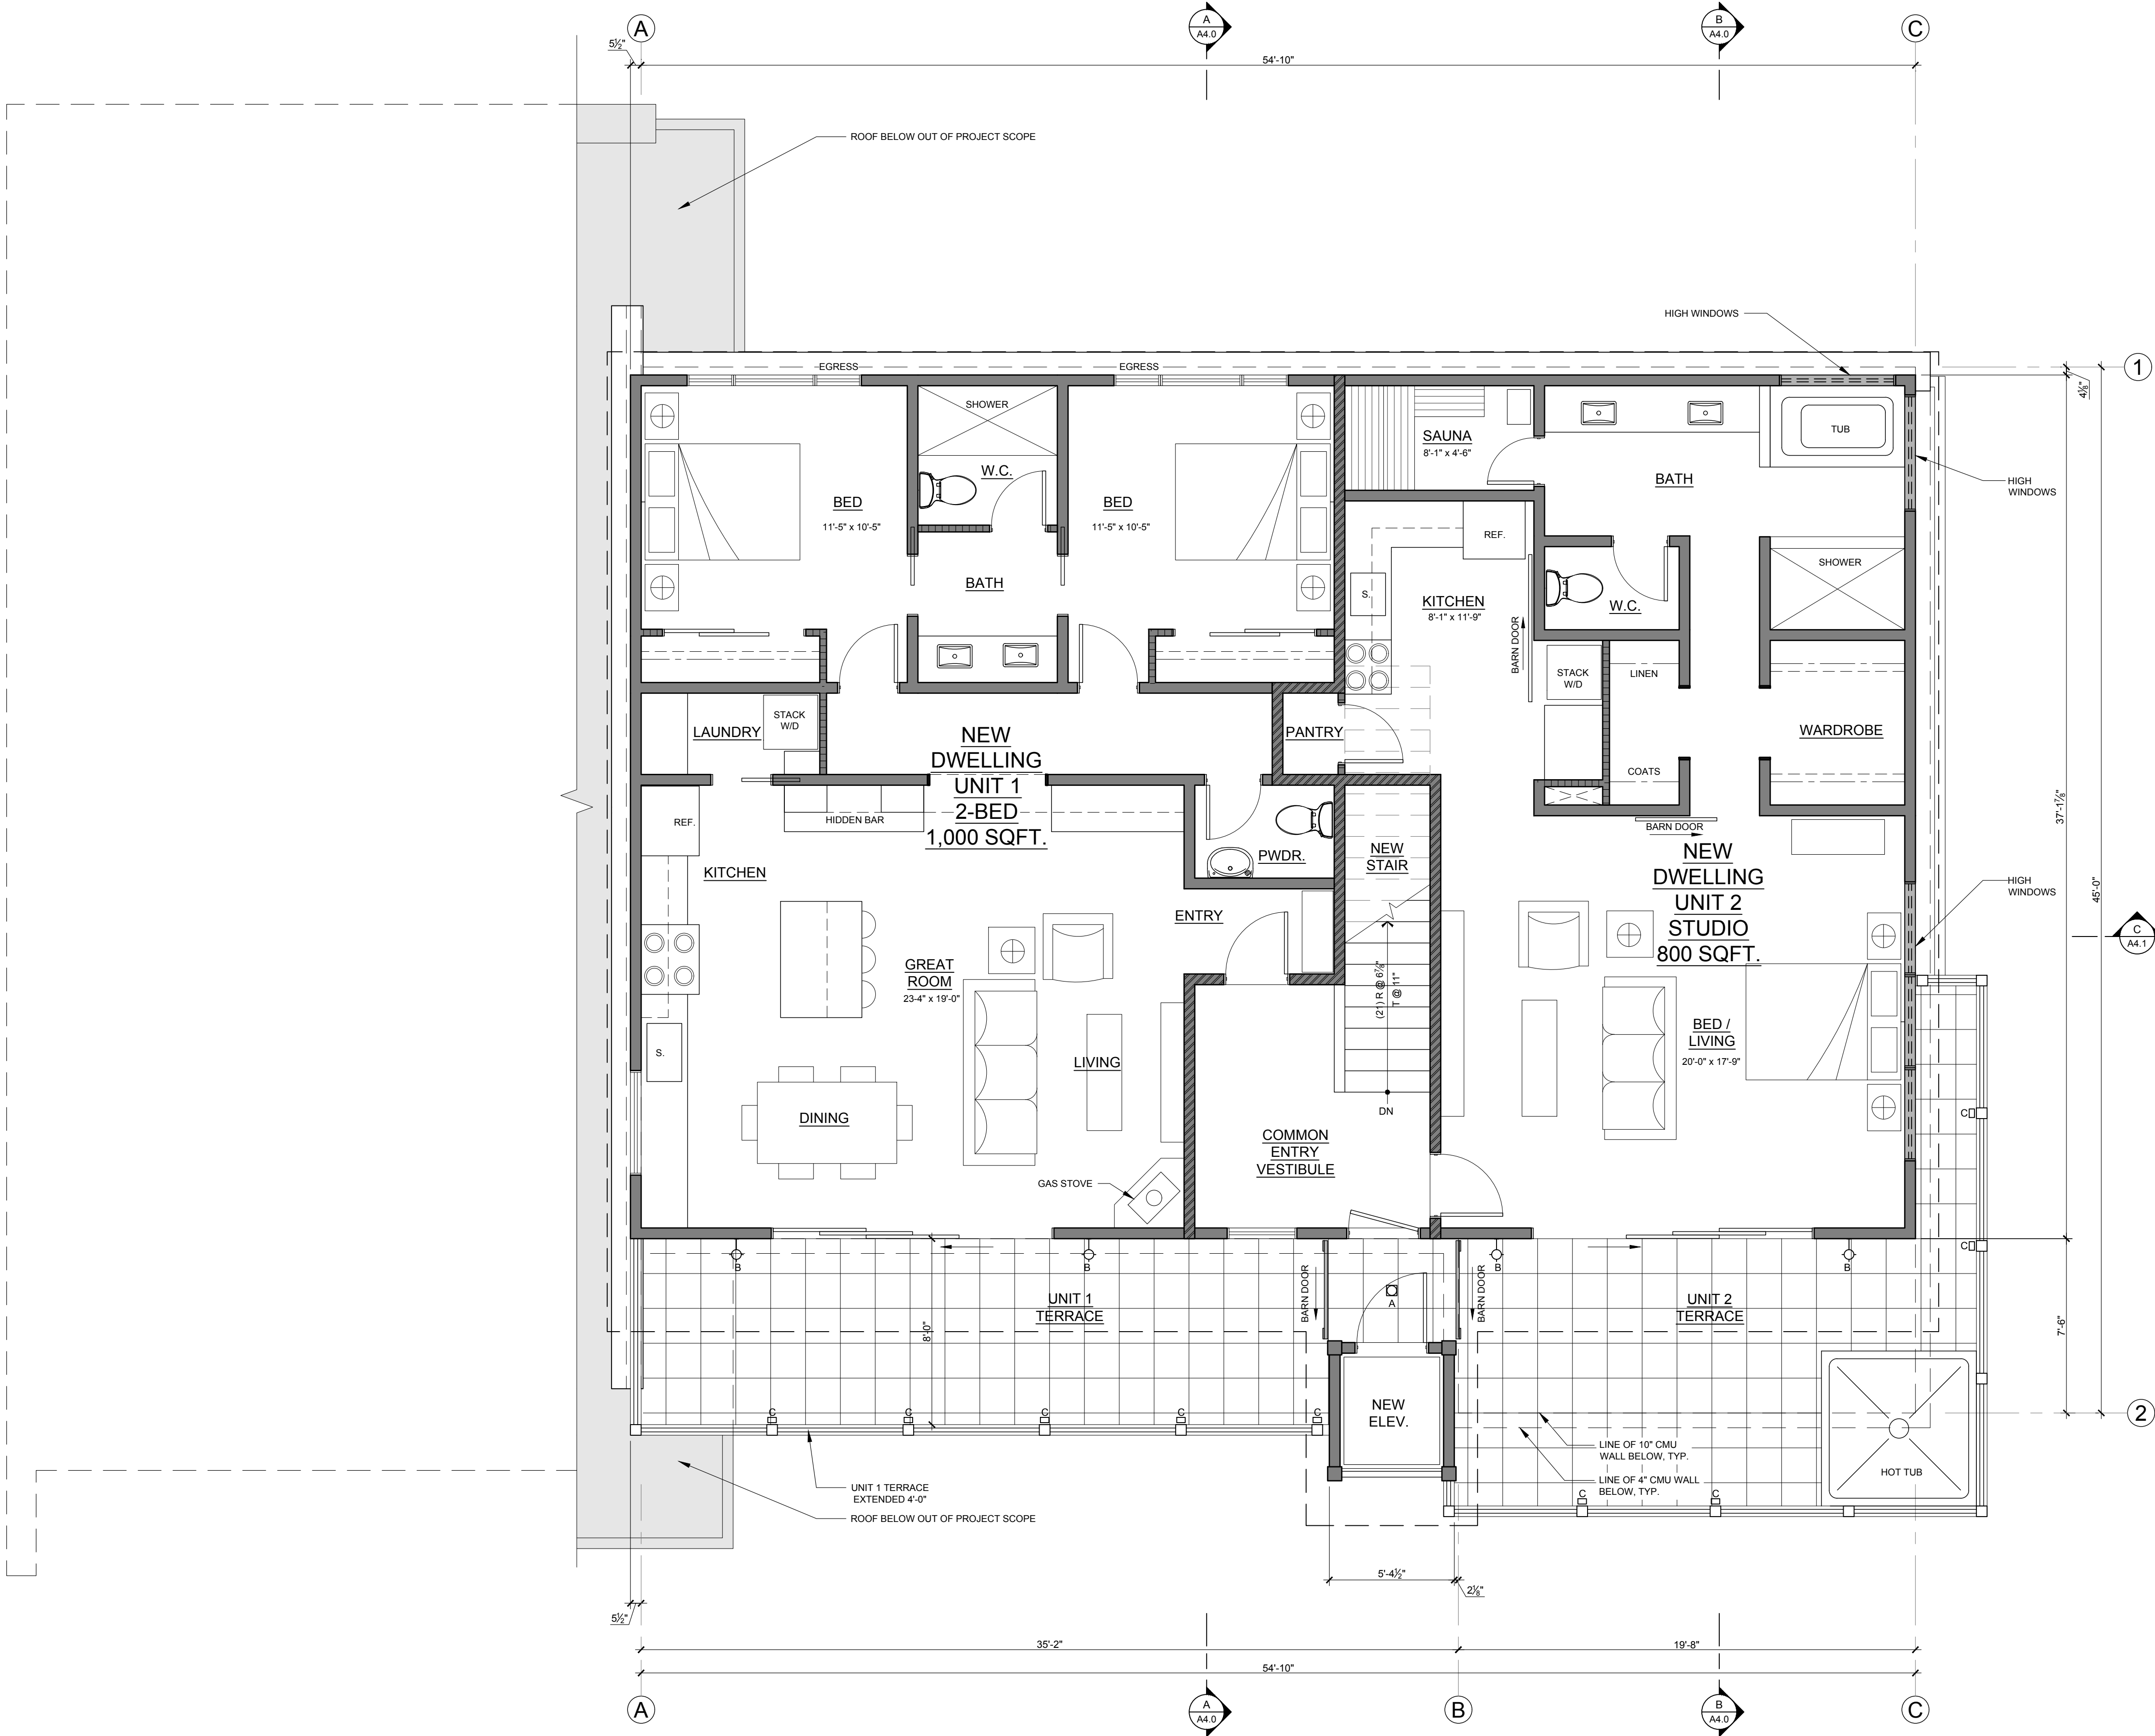 A
A
A4.0
B
A4.0
C
5½"
54'-10"
ROOF BELOW OUT OF PROJECT SCOPE
HIGH WINDOWS
1
EGRESS
EGRESS
4⅛"
SHOWER
TUB
SAUNA
8'-1" x 4'-6"
W.C.
BATH
HIGH
WINDOWS
BED
11'-5" x 10'-5"
BED
11'-5" x 10'-5"
REF.
BATH
SHOWER
S.
KITCHEN
8'-1" x 11'-9"
W.C.
BARN DOOR
STACK
W/D
LINEN
LAUNDRY
STACK
W/D
PANTRY
WARDROBE
COATS
NEW
DWELLING
UNIT 1
2-BED
1,000 SQFT.
HIDDEN BAR
REF.
KITCHEN
PWDR.
NEW
STAIR
BARN DOOR
NEW
DWELLING
UNIT 2
STUDIO
800 SQFT.
37'-1⅞"
45'-0"
HIGH
WINDOWS
ENTRY
C
A4.1
GREAT
ROOM
23-4" x 19'-0"
(21) R @ 6⅞"
T @ 11"
S.
LIVING
BED /
LIVING
20'-0" x 17'-9"
DINING
DN
C
COMMON
ENTRY
VESTIBULE
GAS STOVE
C
B
B
B
B
BARN DOOR
BARN DOOR
A
UNIT 1
TERRACE
8'-0"
UNIT 2
TERRACE
7'-6"
NEW
ELEV.
C
C
C
C
C
2
LINE OF 10" CMU
WALL BELOW, TYP.
LINE OF 4" CMU WALL
BELOW, TYP.
HOT TUB
C
C
UNIT 1 TERRACE
EXTENDED 4'-0"
ROOF BELOW OUT OF PROJECT SCOPE
5'-4½"
2⅛"
5½"
35'-2"
19'-8"
54'-10"
A
A
A4.0
B
B
A4.0
C